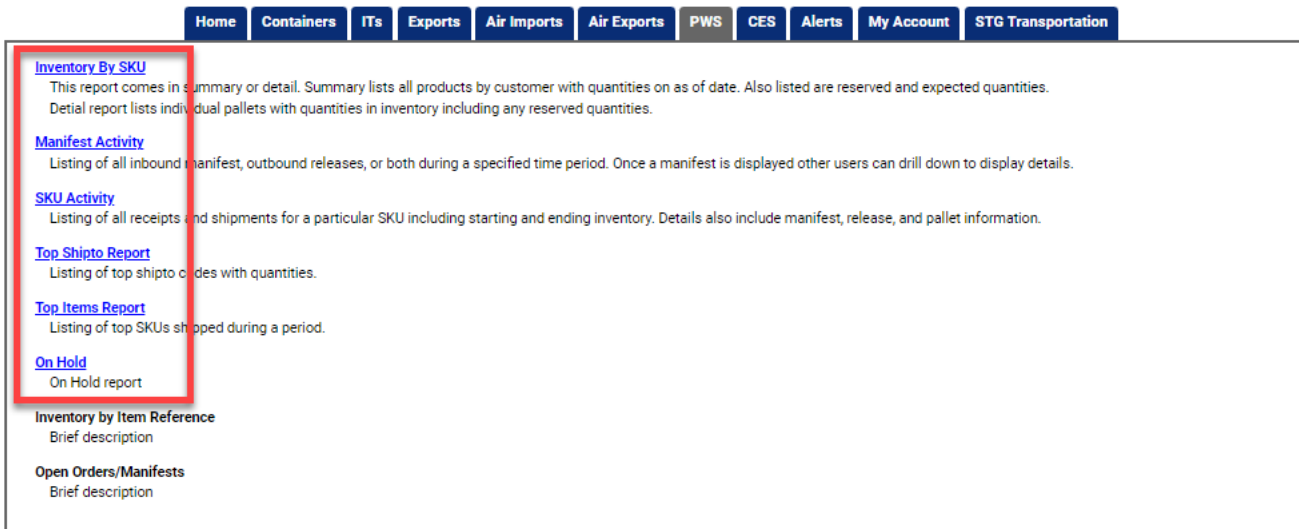 Home Containers ITs Exports Air Imports Air Exports PWS CES Alerts My Account STG Transportation
Inventory By SKU
This report comes in summary or detail. Summary lists all products by customer with quantities on as of date. Also listed are reserved and expected quantities.
Detial report lists individual pallets with quantities in inventory including any reserved quantities.
Manifest Activity
Listing of all inbound manifest, outbound releases, or both during a specified time period. Once a manifest is displayed other users can drill down to display details.
SKU Activity
Listing of all receipts and shipments for a particular SKU including starting and ending inventory. Details also include manifest, release, and pallet information.
Top Shipto Report
Listing of top shipto codes with quantities.
Top Items Report
Listing of top SKUs shipped during a period.
On Hold
On Hold report
Inventory by Item Reference
Brief description
Open Orders/Manifests
Brief description